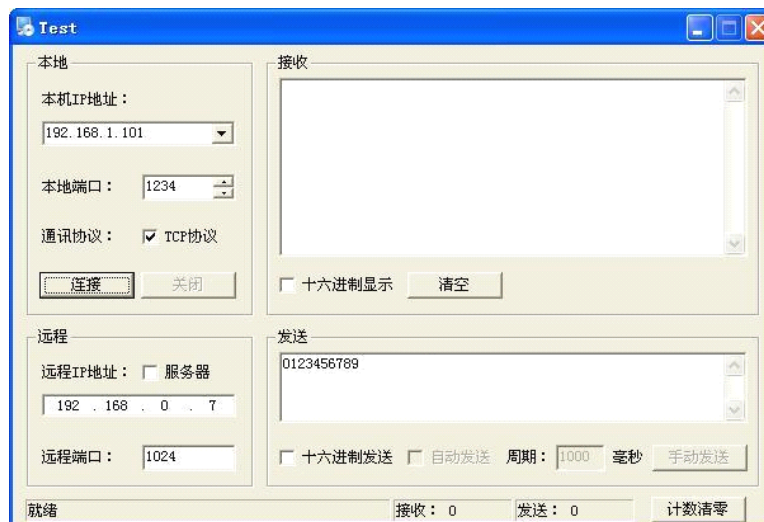 Test
本地
本机IP地址：
192.168.1.101
本地端口： 1234
通讯协议： TCP协议
连接 关闭
接收
十六进制显示 清空
远程
远程IP地址： 服务器
192 . 168 . 0 . 7
远程端口： 1024
发送
0123456789
十六进制发送 自动发送 周期： 1000 毫秒 手动发送
就绪 接收： 0 发送： 0 计数清零